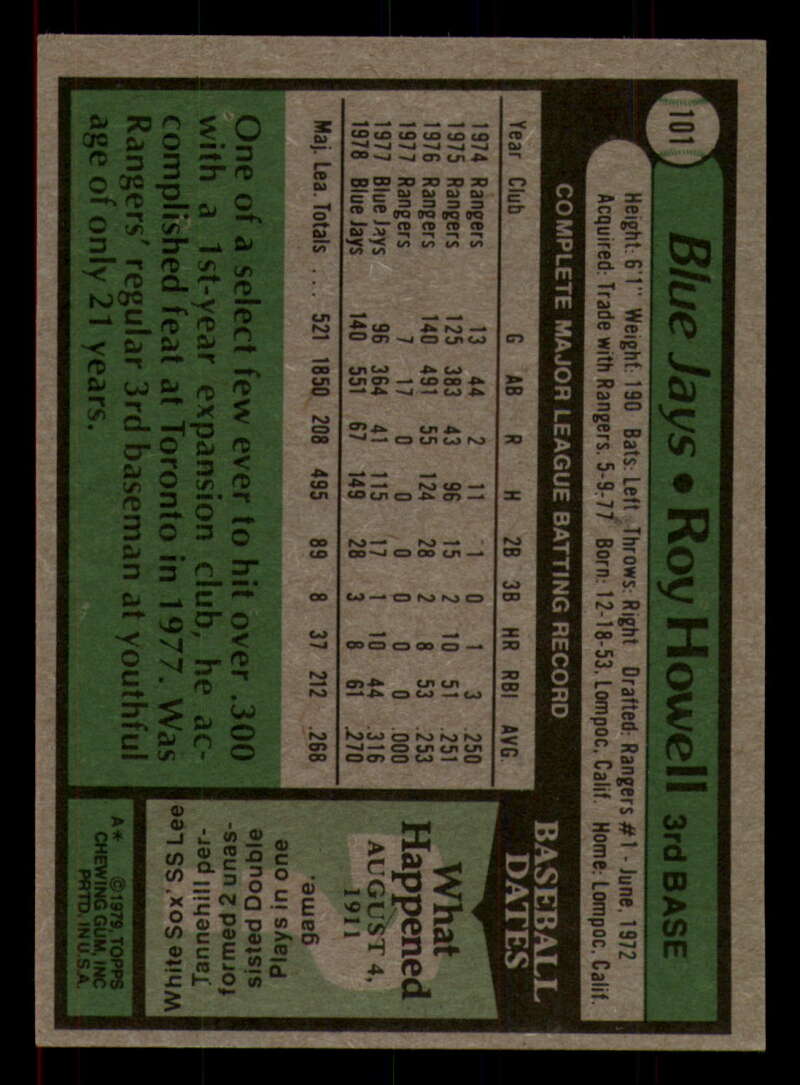 101
Blue Jays • Roy Howell 3rd BASE
Height: 6'1" Weight: 190 Bats: Left Throws: Right Drafted: Rangers #1 - June, 1972
Acquired: Trade with Rangers, 5-9-77 Born: 12-18-53, Lompoc, Calif. Home: Lompoc, Calif.
COMPLETE MAJOR LEAGUE BATTING RECORD
Year Club G AB R H 2B 3B HR RBI AVG.
1974 Rangers 13 44 2 11 1 0 1 3 .250
1975 Rangers 125 383 43 96 15 2 10 51 .251
1976 Rangers 140 491 55 124 28 2 8 53 .253
1977 Rangers 7 17 0 0 0 0 0 0 .000
1977 Blue Jays 96 364 41 115 17 1 10 44 .316
1978 Blue Jays 140 551 67 149 28 3 8 61 .270
Maj. Lea. Totals . . . 521 1850 208 495 89 8 37 212 .268
One of a select few ever to hit over .300
with a 1st-year expansion club, he ac-
complished feat at Toronto in 1977. Was
Rangers' regular 3rd baseman at youthful
age of only 21 years.
BASEBALL
DATES
What
Happened
AUGUST 4,
1911
White Sox' SS Lee
Tannehill per-
formed 2 unas-
sisted Double
Plays in one
game.
A* ©1979, TOPPS
CHEWING GUM, INC
PRTD. IN U.S.A.